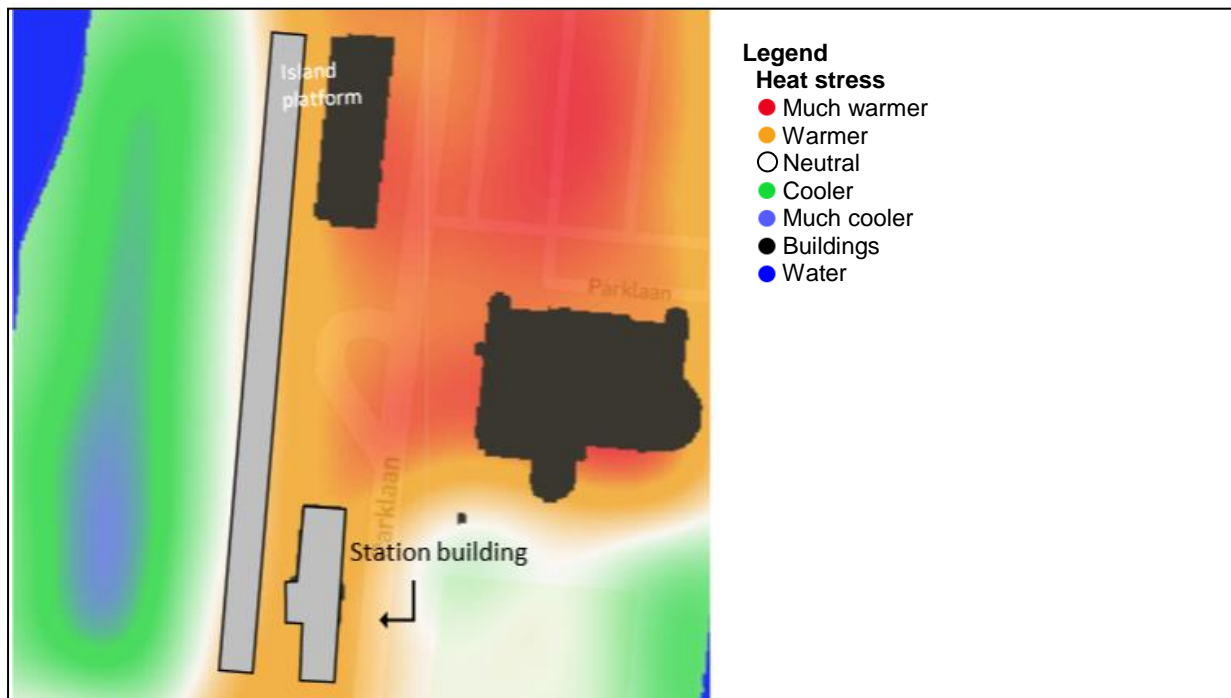 Island
platform
Parklaan
Parklaan
Station building
Legend
Heat stress
Much warmer
Warmer
Neutral
Cooler
Much cooler
Buildings
Water